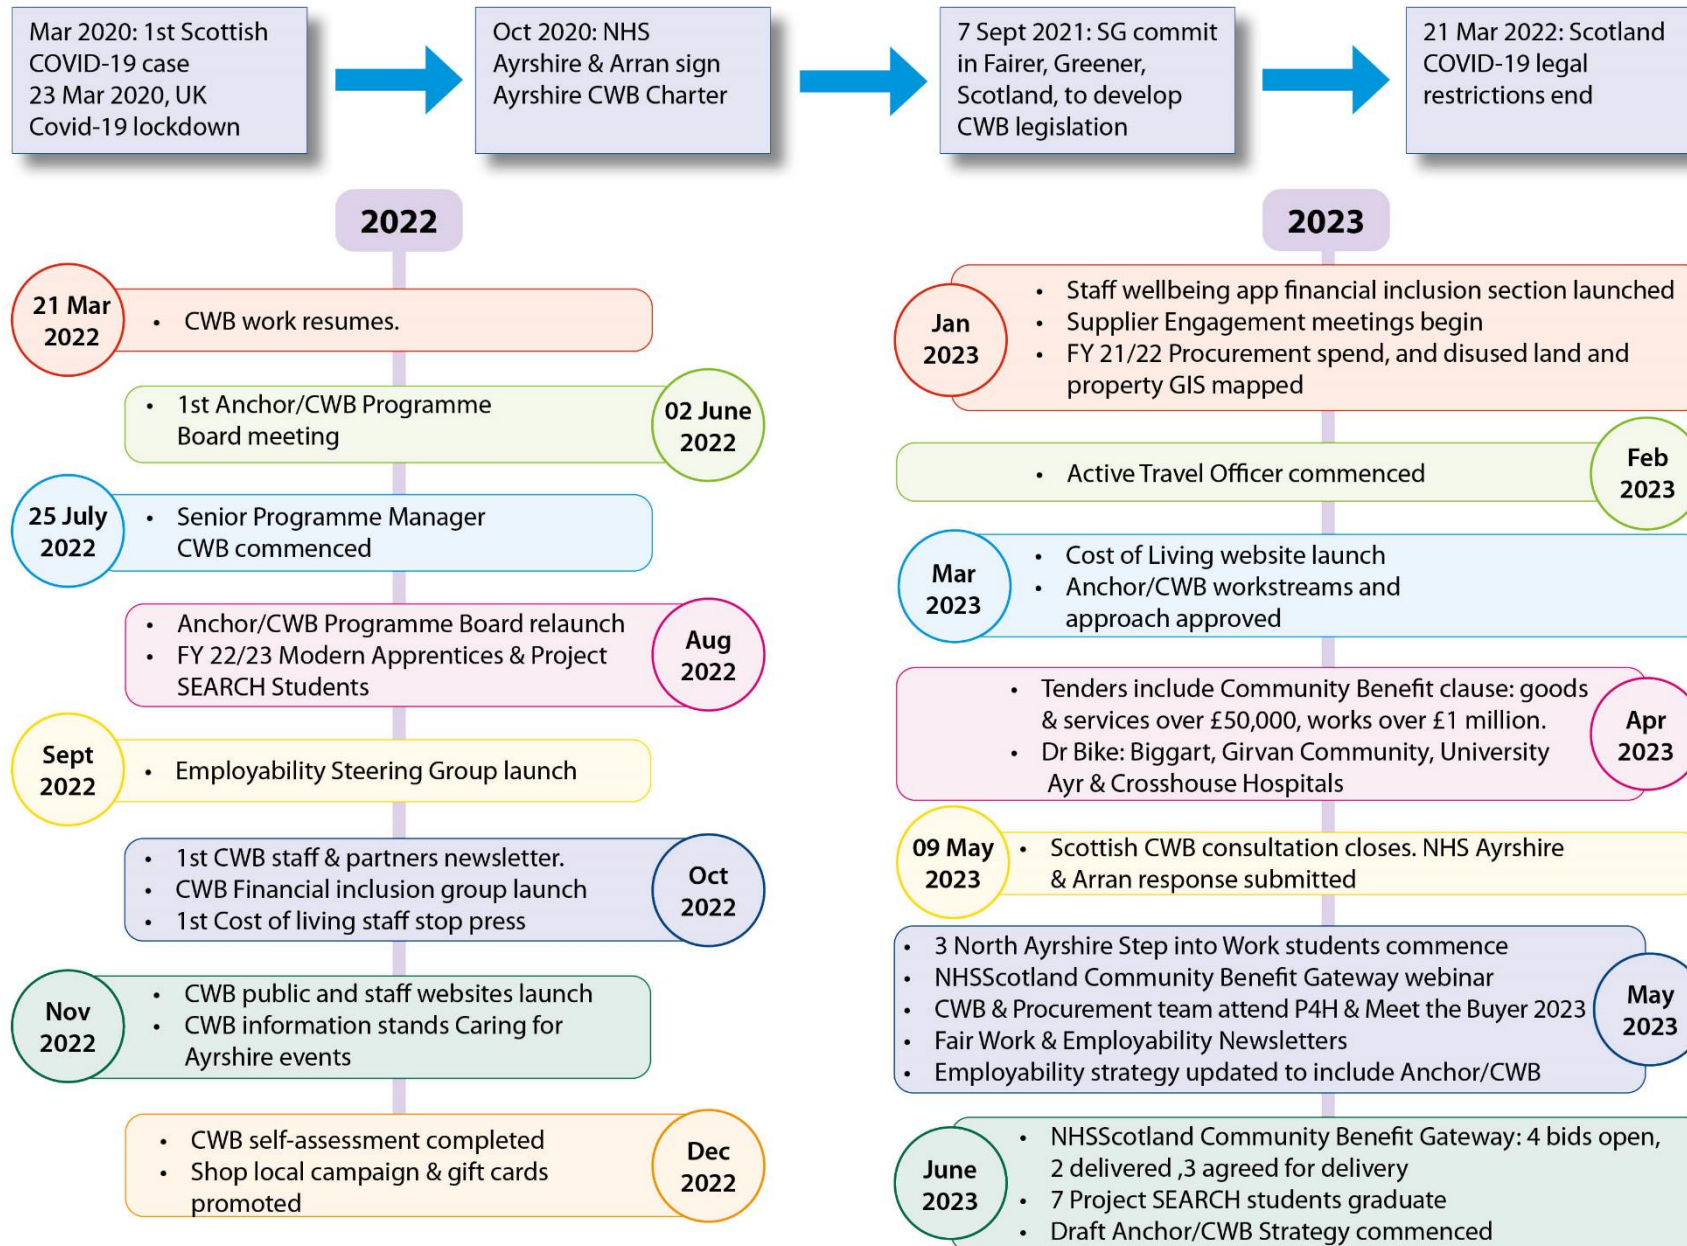 Mar 2020: 1st Scottish
COVID-19 case
23 Mar 2020, UK
Covid-19 lockdown
Oct 2020: NHS
Ayrshire & Arran sign
Ayrshire CWB Charter
7 Sept 2021: SG commit
in Fairer, Greener,
Scotland, to develop
CWB legislation
21 Mar 2022: Scotland
COVID-19 legal
restrictions end
2022
21 Mar
2022
• CWB work resumes.
• 1st Anchor/CWB Programme
Board meeting
02 June
2022
25 July
2022
• Senior Programme Manager
CWB commenced
• Anchor/CWB Programme Board relaunch
• FY 22/23 Modern Apprentices & Project
SEARCH Students
Aug
2022
Sept
2022
• Employability Steering Group launch
• 1st CWB staff & partners newsletter.
• CWB Financial inclusion group launch
• 1st Cost of living staff stop press
Oct
2022
Nov
2022
• CWB public and staff websites launch
• CWB information stands Caring for
Ayrshire events
• CWB self-assessment completed
• Shop local campaign & gift cards
promoted
Dec
2022
2023
Jan
2023
• Staff wellbeing app financial inclusion section launched
• Supplier Engagement meetings begin
• FY 21/22 Procurement spend, and disused land and
property GIS mapped
• Active Travel Officer commenced
Feb
2023
Mar
2023
• Cost of Living website launch
• Anchor/CWB workstreams and
approach approved
• Tenders include Community Benefit clause: goods
& services over £50,000, works over £1 million.
• Dr Bike: Biggart, Girvan Community, University
Ayr & Crosshouse Hospitals
Apr
2023
09 May
2023
• Scottish CWB consultation closes. NHS Ayrshire
& Arran response submitted
• 3 North Ayrshire Step into Work students commence
• NHSScotland Community Benefit Gateway webinar
• CWB & Procurement team attend P4H & Meet the Buyer 2023
• Fair Work & Employability Newsletters
• Employability strategy updated to include Anchor/CWB
May
2023
June
2023
• NHSScotland Community Benefit Gateway: 4 bids open,
2 delivered ,3 agreed for delivery
• 7 Project SEARCH students graduate
• Draft Anchor/CWB Strategy commenced